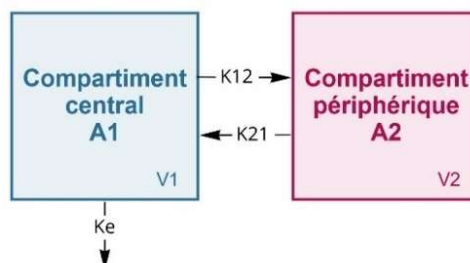 Compartiment
central
A1
V1
K12
K21
Compartiment
périphérique
A2
V2
Ke